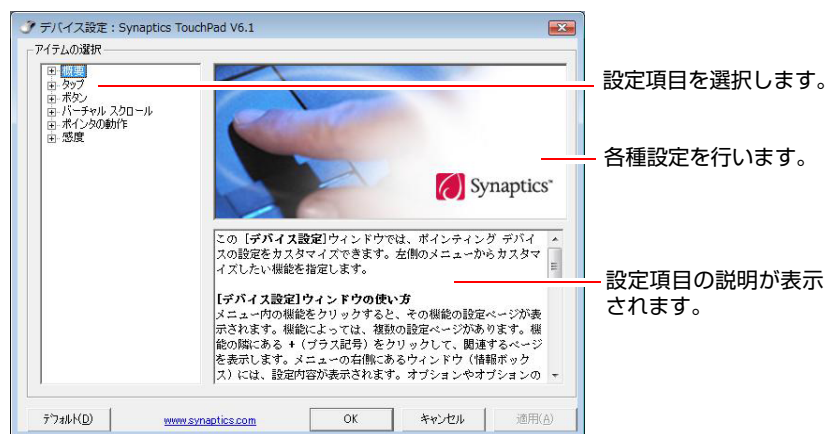 デバイス設定 : Synaptics TouchPad V6.1
アイテムの選択
概要
タップ
ボタン
バーチャル スクロール
ポインタの動作
感度
Synaptics™
この [デバイス設定]ウィンドウでは、ポインティング デバイ
スの設定をカスタマイズできます。左側のメニューからカスタマ
イズしたい機能を指定します。
[デバイス設定]ウィンドウの使い方
メニュー内の機能をクリックすると、その機能の設定ページが表
示されます。機能によっては、複数の設定ページがあります。機
能の隣にある + (プラス記号) をクリックして、関連するページ
を表示します。メニューの右側にあるウィンドウ (情報ボック
ス) には、設定内容が表示されます。オプションやオプションの
デフォルト(D)
www.synaptics.com
OK
キャンセル
適用(A)
設定項目を選択します。
各種設定を行います。
設定項目の説明が表示
されます。